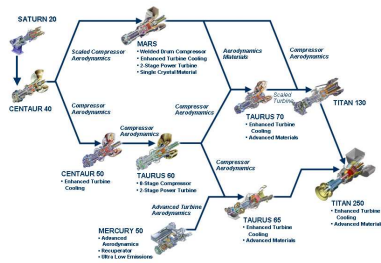 SATURN 20
MARS
• Welded Drum Compressor
• Enhanced Turbine Cooling
• 2-Stage Power Turbine
• Single Crystal Material
Scaled Compressor
Aerodynamics
Aerodynamics
Materials
Compressor
Aerodynamics
CENTAUR 40
Compressor
Aerodynamics
Compressor
Aerodynamics
Scaled
Turbine
TITAN 130
TAURUS 70
• Enhanced Turbine
Cooling
• Advanced Materials
CENTAUR 50
• Enhanced Turbine
Cooling
TAURUS 60
• 8-Stage Compressor
• 2-Stage Power Turbine
Compressor
Aerodynamics
Advanced Turbine
Aerodynamics
MERCURY 50
• Advanced
Aerodynamics
• Recuperator
• Ultra Low Emissions
TAURUS 65
• Enhanced Turbine
Cooling
• Advanced Materials
TITAN 250
• Enhanced Turbine
Cooling
• Advanced Material